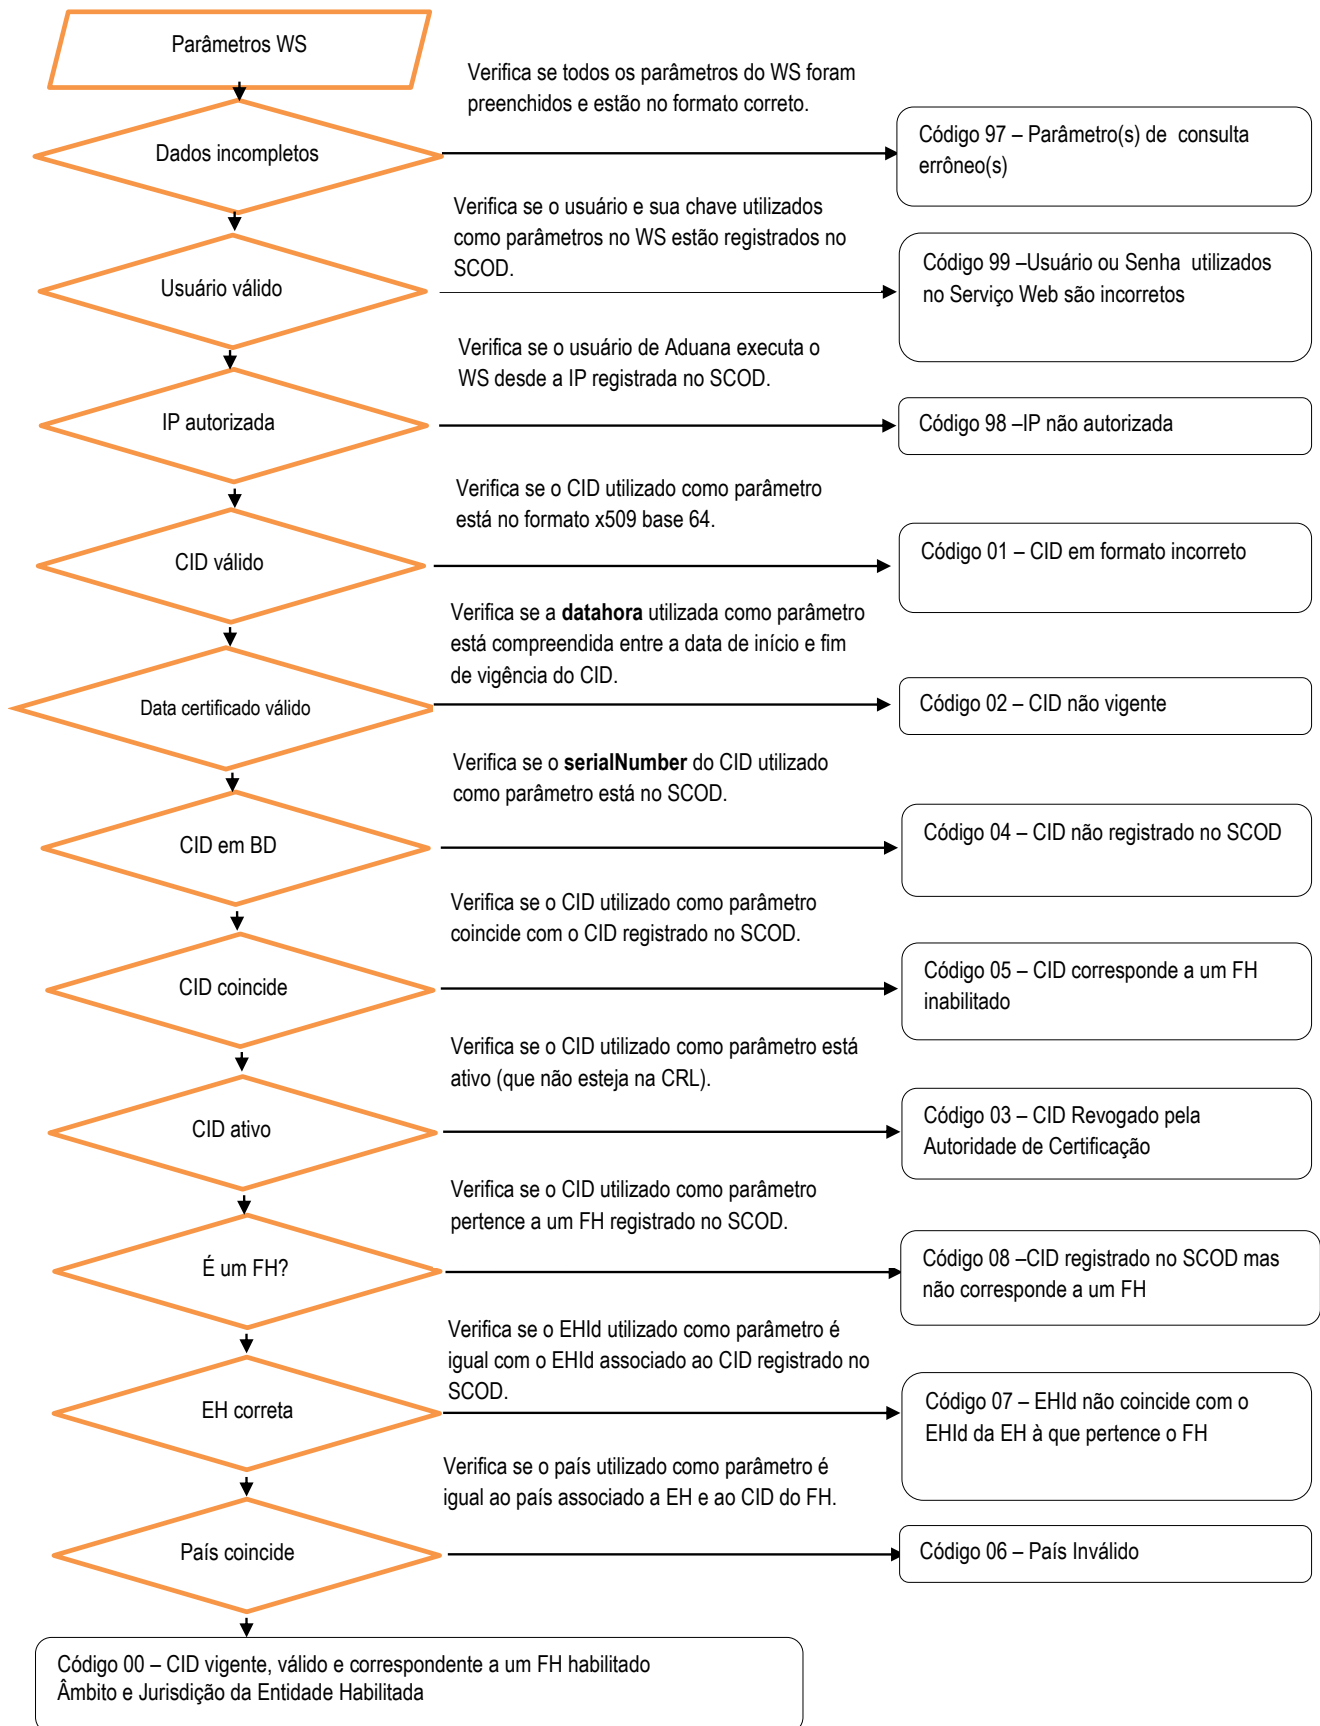 Parâmetros WS
Verifica se todos os parâmetros do WS foram
preenchidos e estão no formato correto.
Dados incompletos
Código 97 – Parâmetro(s) de consulta
errôneo(s)
Verifica se o usuário e sua chave utilizados
como parâmetros no WS estão registrados no
SCOD.
Usuário válido
Código 99 –Usuário ou Senha utilizados
no Serviço Web são incorretos
Verifica se o usuário de Aduana executa o
WS desde a IP registrada no SCOD.
IP autorizada
Código 98 –IP não autorizada
Verifica se o CID utilizado como parâmetro
está no formato x509 base 64.
CID válido
Código 01 – CID em formato incorreto
Verifica se a datahora utilizada como parâmetro
está compreendida entre a data de início e fim
de vigência do CID.
Data certificado válido
Código 02 – CID não vigente
Verifica se o serialNumber do CID utilizado
como parâmetro está no SCOD.
CID em BD
Código 04 – CID não registrado no SCOD
Verifica se o CID utilizado como parâmetro
coincide com o CID registrado no SCOD.
CID coincide
Código 05 – CID corresponde a um FH
inabilitado
Verifica se o CID utilizado como parâmetro está
ativo (que não esteja na CRL).
CID ativo
Código 03 – CID Revogado pela
Autoridade de Certificação
Verifica se o CID utilizado como parâmetro
pertence a um FH registrado no SCOD.
É um FH?
Código 08 –CID registrado no SCOD mas
não corresponde a um FH
Verifica se o EHId utilizado como parâmetro é
igual com o EHId associado ao CID registrado no
SCOD.
EH correta
Código 07 – EHId não coincide com o
EHId da EH à que pertence o FH
Verifica se o país utilizado como parâmetro é
igual ao país associado a EH e ao CID do FH.
País coincide
Código 06 – País Inválido
Código 00 – CID vigente, válido e correspondente a um FH habilitado
Âmbito e Jurisdição da Entidade Habilitada